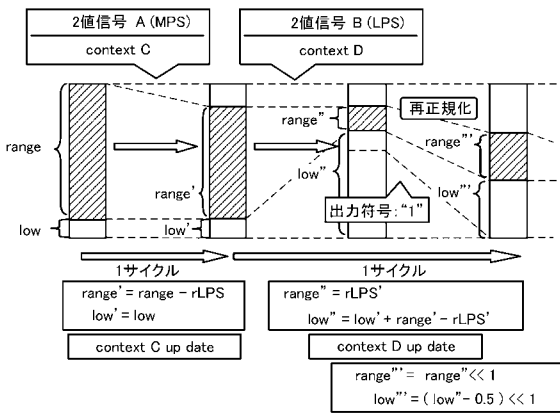 2値信号 A (MPS)
context C
2値信号 B (LPS)
context D
range
low
range'
low'
range"
low"
出力符号:"1"
再正規化
range"'
low"'
1サイクル
range' = range - rLPS
low' = low
context C up date
1サイクル
range" = rLPS'
low" = low' + range' - rLPS'
context D up date
range"' = range" << 1
low"' = ( low" - 0.5 ) << 1